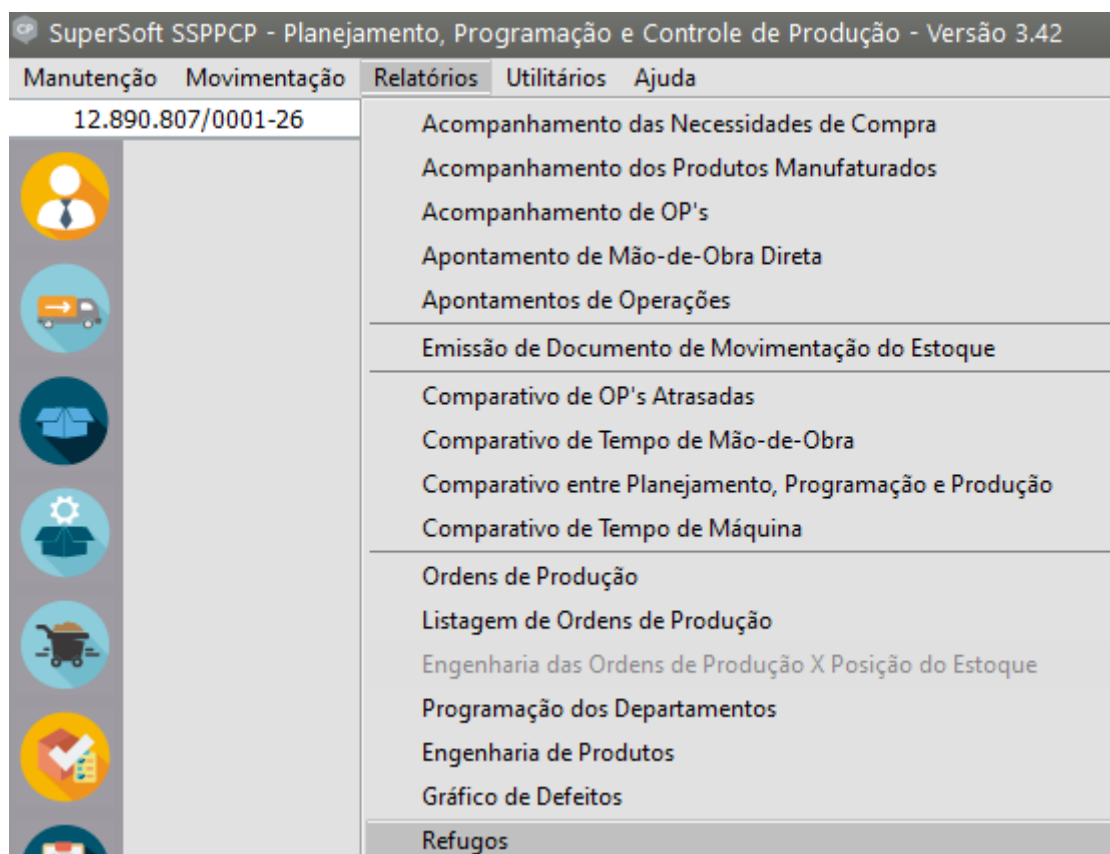 SuperSoft SSPPCP - Planejamento, Programação e Controle de Produção - Versão 3.42
Manutenção Movimentação Relatórios Utilitários Ajuda
12.890.807/0001-26
Acompanhamento das Necessidades de Compra
Acompanhamento dos Produtos Manufaturados
Acompanhamento de OP's
Apontamento de Mão-de-Obra Direta
Apontamentos de Operações
Emissão de Documento de Movimentação do Estoque
Comparativo de OP's Atrasadas
Comparativo de Tempo de Mão-de-Obra
Comparativo entre Planejamento, Programação e Produção
Comparativo de Tempo de Máquina
Ordens de Produção
Listagem de Ordens de Produção
Engenharia das Ordens de Produção X Posição do Estoque
Programação dos Departamentos
Engenharia de Produtos
Gráfico de Defeitos
Refugos